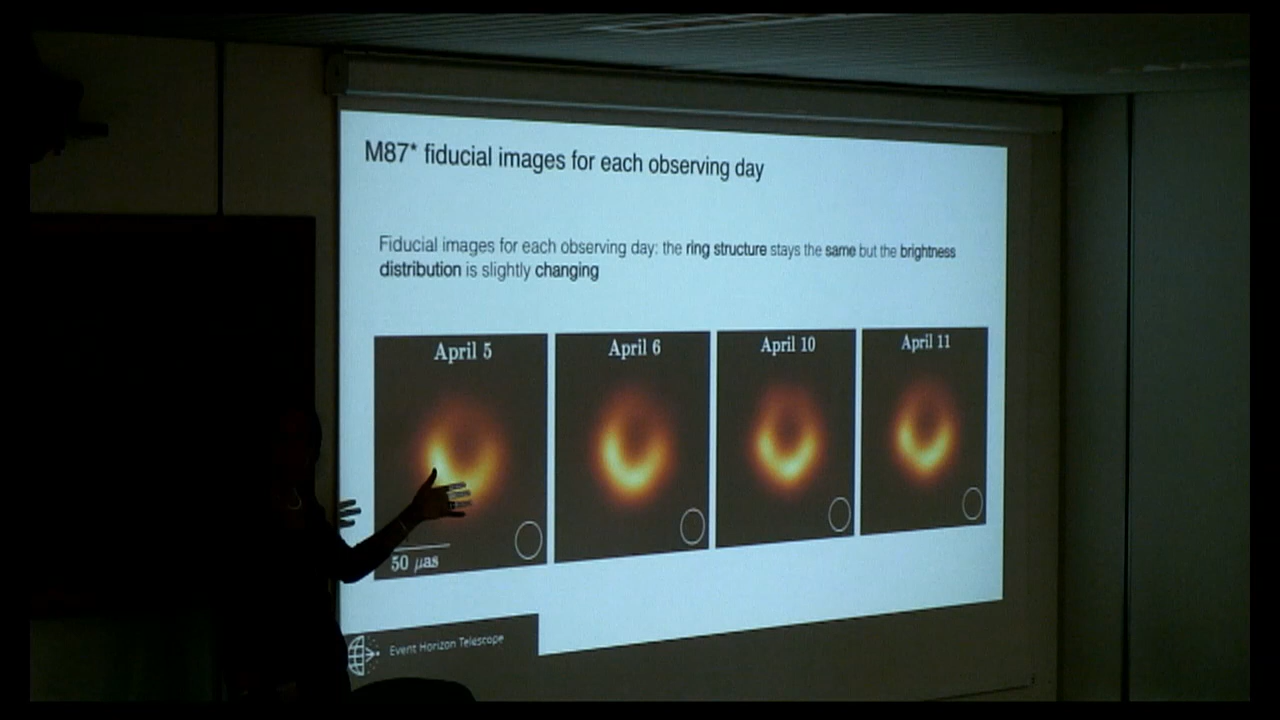 M87* fiducial images for each observing day
Fiducial images for each observing day: the ring structure stays the same but the brightness
distribution is slightly changing
April 5
April 6
April 10
April 11
50 μas
Event Horizon Telescope